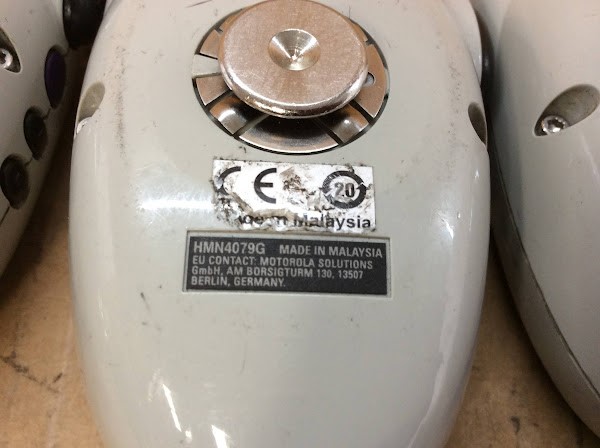 CE 20
Malaysia
HMN4079G MADE IN MALAYSIA
EU CONTACT: MOTOROLA SOLUTIONS
GmbH, AM BORSIGTURM 130, 13507
BERLIN, GERMANY.